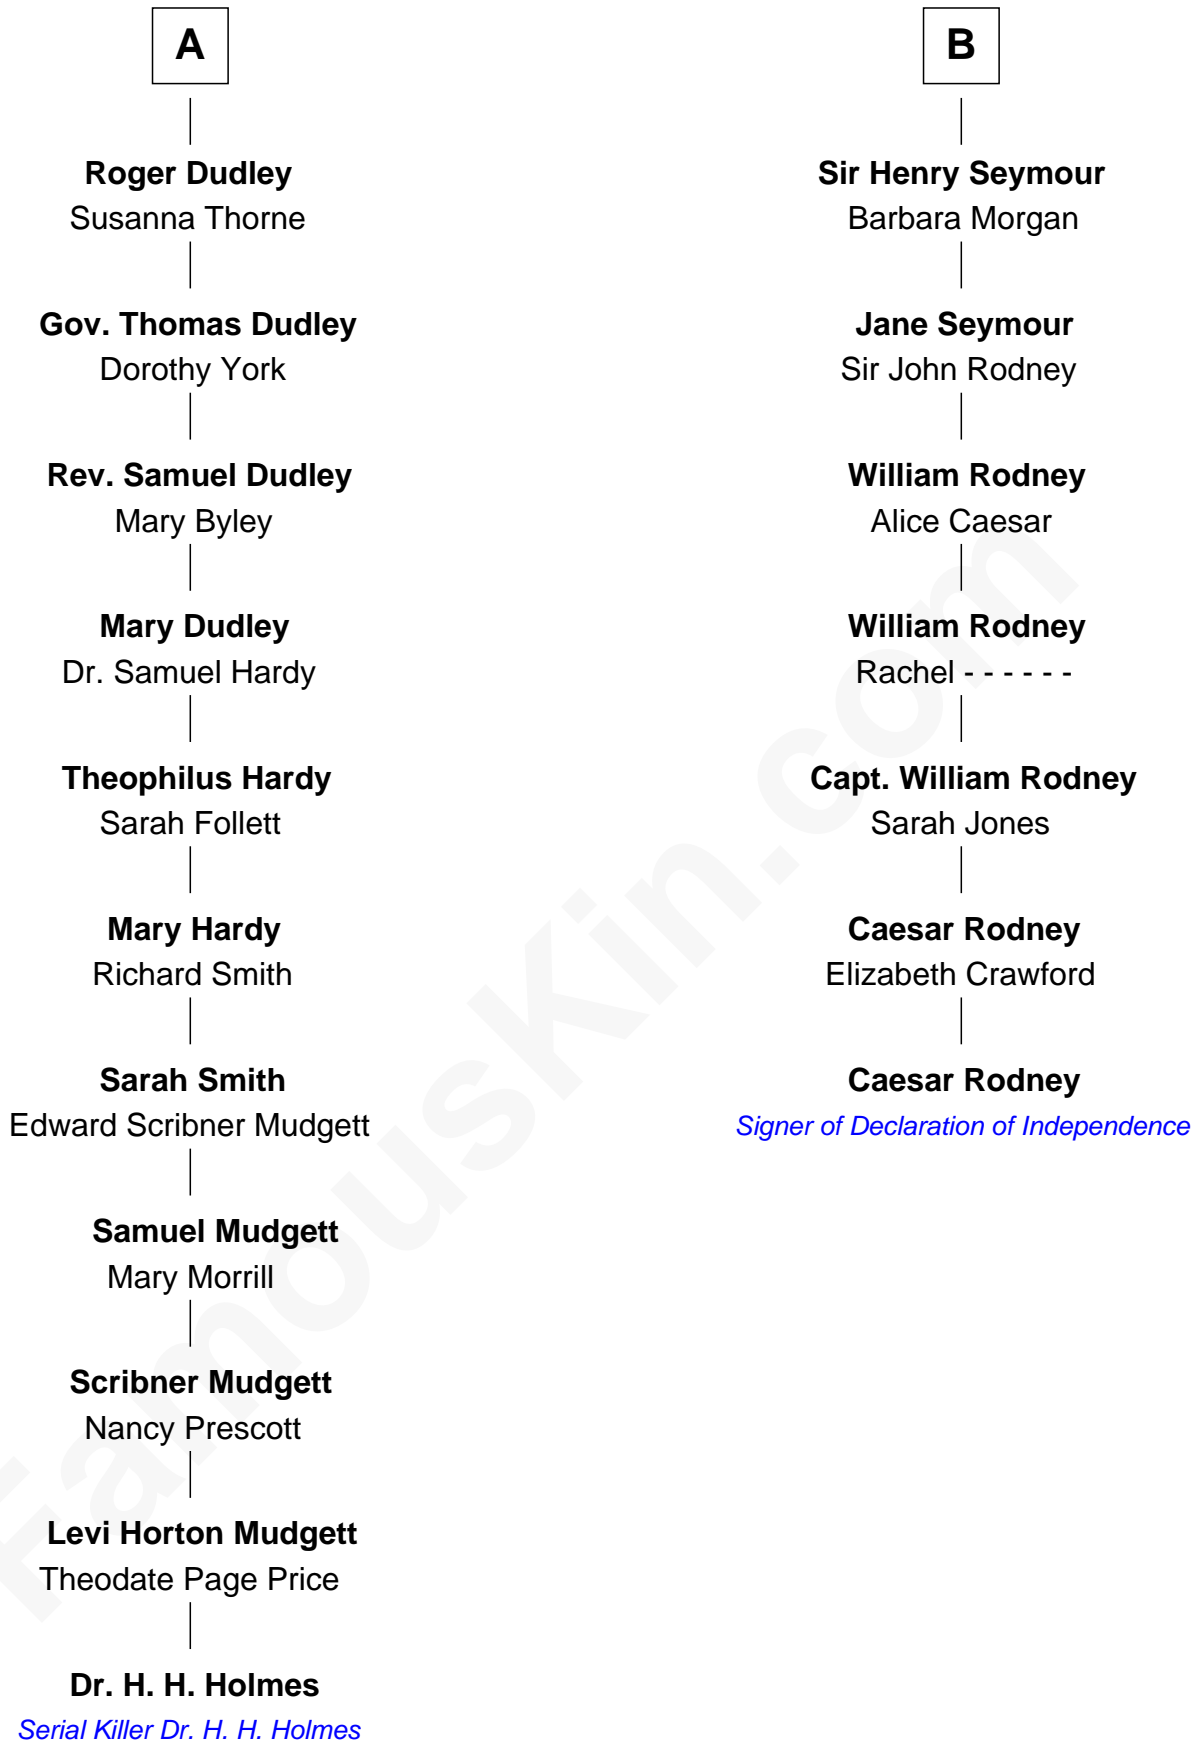 A
Roger Dudley
Susanna Thorne
Gov. Thomas Dudley
Dorothy York
Rev. Samuel Dudley
Mary Byley
Mary Dudley
Dr. Samuel Hardy
Theophilus Hardy
Sarah Follett
Mary Hardy
Richard Smith
Sarah Smith
Edward Scribner Mudgett
Samuel Mudgett
Mary Morrill
Scribner Mudgett
Nancy Prescott
Levi Horton Mudgett
Theodate Page Price
Dr. H. H. Holmes
Serial Killer Dr. H. H. Holmes
B
Sir Henry Seymour
Barbara Morgan
Jane Seymour
Sir John Rodney
William Rodney
Alice Caesar
William Rodney
Rachel - - - - - -
Capt. William Rodney
Sarah Jones
Caesar Rodney
Elizabeth Crawford
Caesar Rodney
Signer of Declaration of Independence
FamousKin.com